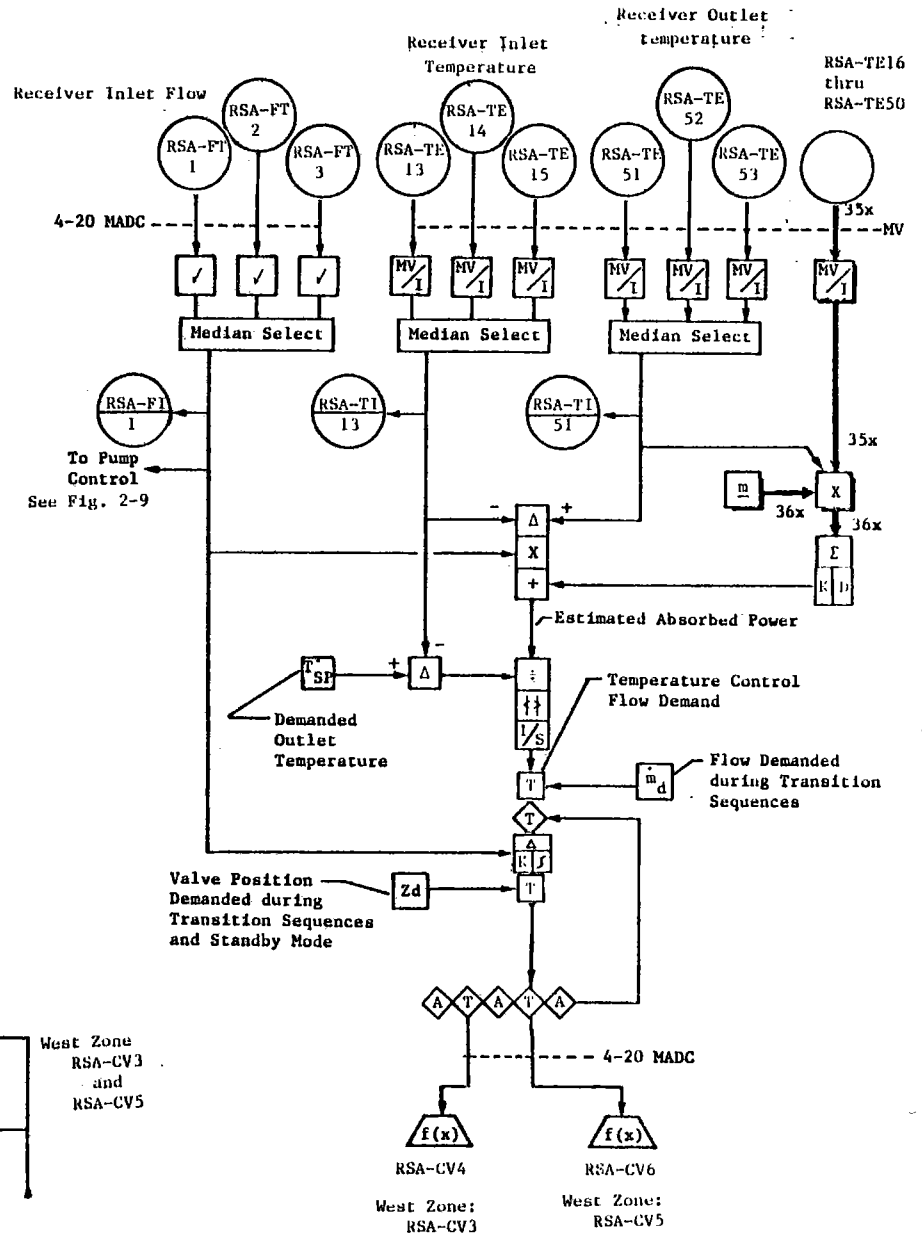 Receiver Outlet
temperature
Receiver Inlet
Temperature
Receiver Inlet Flow
RSA-TE16
thru
RSA-TE50
RSA-FT
1
RSA-FT
2
RSA-FT
3
RSA-TE
13
RSA-TE
14
RSA-TE
15
RSA-TE
51
RSA-TE
52
RSA-TE
53
35x
4-20 MADC
MV
✓
✓
✓
MV/I
MV/I
MV/I
MV/I
MV/I
MV/I
MV/I
Median Select
Median Select
Median Select
RSA-FI
1
RSA-TI
13
RSA-TI
51
To Pump
Control
See Fig. 2-9
35x
m
36x
X
36x
- Δ +
X
+
Σ
K D
Estimated Absorbed Power
T SP
+ Δ -
Demanded
Outlet
Temperature
÷
I/S
Temperature Control
Flow Demand
T
ṁd
Flow Demanded
during Transition
Sequences
T
Δ
K ∫
Valve Position
Demanded during
Transition Sequences
and Standby Mode
Zd
T
A T A T A
4-20 MADC
West Zone
RSA-CV3
and
RSA-CV5
f(x)
f(x)
RSA-CV4
RSA-CV6
West Zone:
RSA-CV3
West Zone:
RSA-CV5